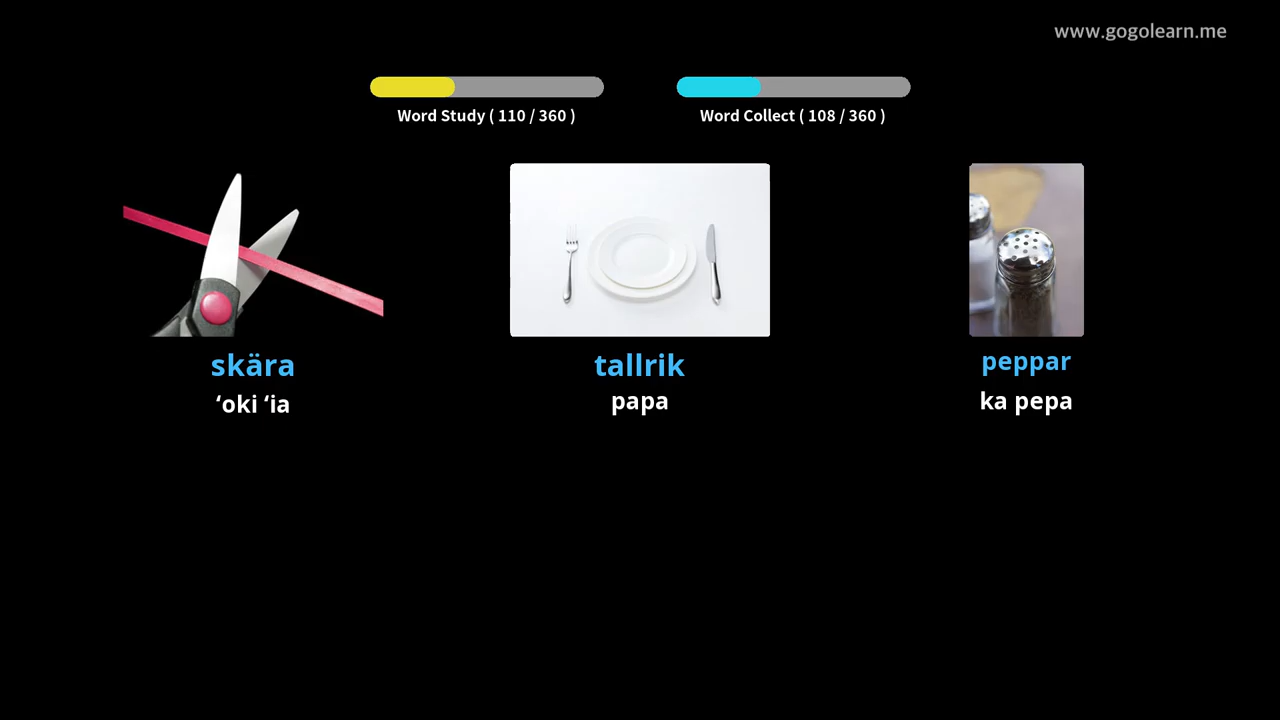 www.gogolearn.me
Word Study ( 110 / 360 )
Word Collect ( 108 / 360 )
skära
tallrik
peppar
‘oki ‘ia
papa
ka pepa